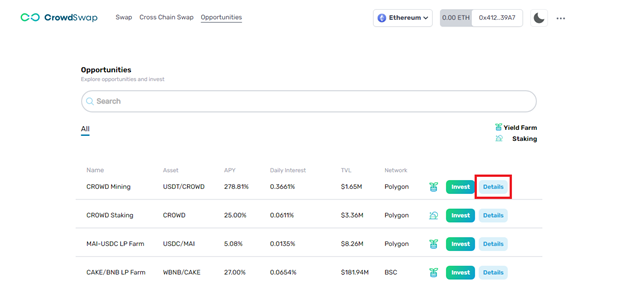 CrowdSwap Swap Cross Chain Swap Opportunities Ethereum 0.00 ETH 0x412..39A7
Opportunities
Explore opportunities and invest
Search
All
Yield Farm
Staking
Name Asset APY Daily Interest TVL Network
CROWD Mining USDT/CROWD 278.81% 0.3661% $1.65M Polygon Invest Details
CROWD Staking CROWD 25.00% 0.0611% $3.36M Polygon Invest Details
MAI-USDC LP Farm USDC/MAI 5.08% 0.0135% $8.26M Polygon Invest Details
CAKE/BNB LP Farm WBNB/CAKE 27.00% 0.0654% $181.94M BSC Invest Details